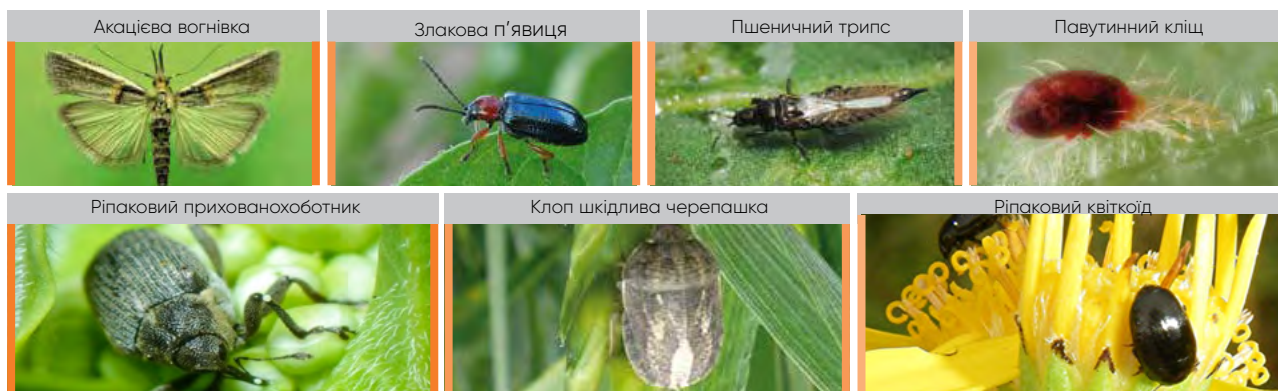 Акацієва вогнівка
Злакова п'явиця
Пшеничний трипс
Павутинний кліщ
Ріпаковий прихованохоботник
Клоп шкідлива черепашка
Ріпаковий квіткоїд